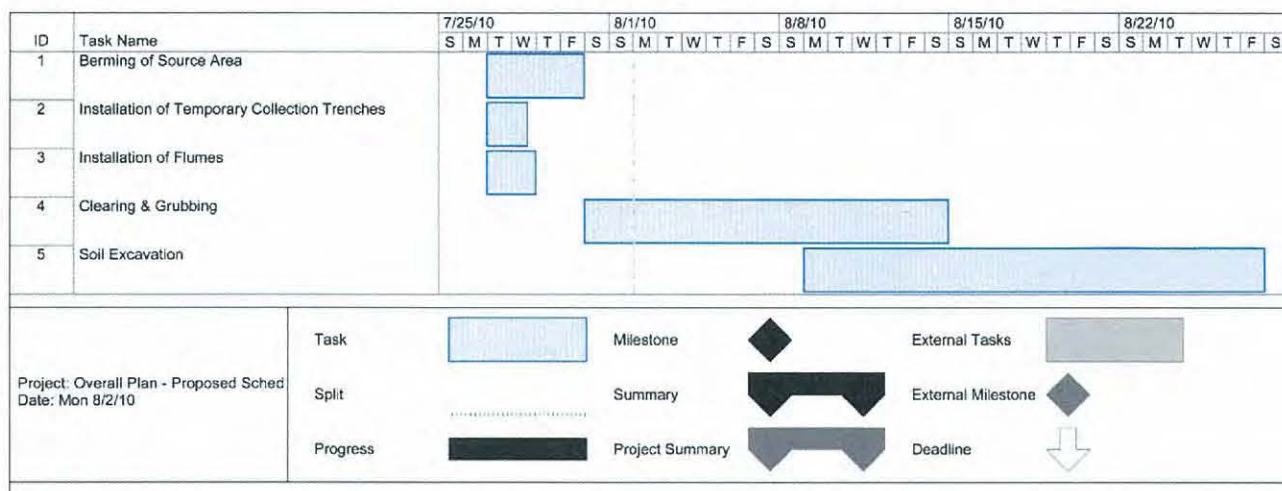 7/25/10 8/1/10 8/8/10 8/15/10 8/22/10
ID Task Name S M T W T F S S M T W T F S S M T W T F S S M T W T F S S M T W T F S
1 Berming of Source Area
2 Installation of Temporary Collection Trenches
3 Installation of Flumes
4 Clearing & Grubbing
5 Soil Excavation
Project: Overall Plan - Proposed Sched
Date: Mon 8/2/10
Task Milestone External Tasks
Split Summary External Milestone
Progress Project Summary Deadline